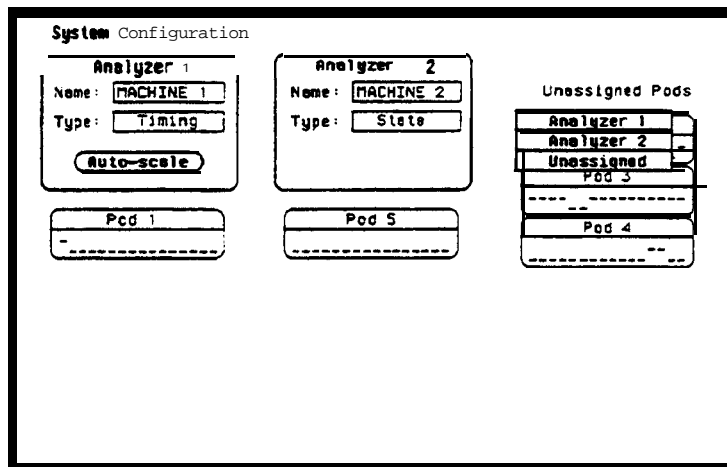 System Configuration
Analyzer 1
Name: MACHINE 1
Type: Timing
Auto-scale
Analyzer 2
Name: MACHINE 2
Type: State
Unassigned Pods
Analyzer 1
Analyzer 2
Unassigned
Pod 3
Pod 4
Pod 1
Pod 5